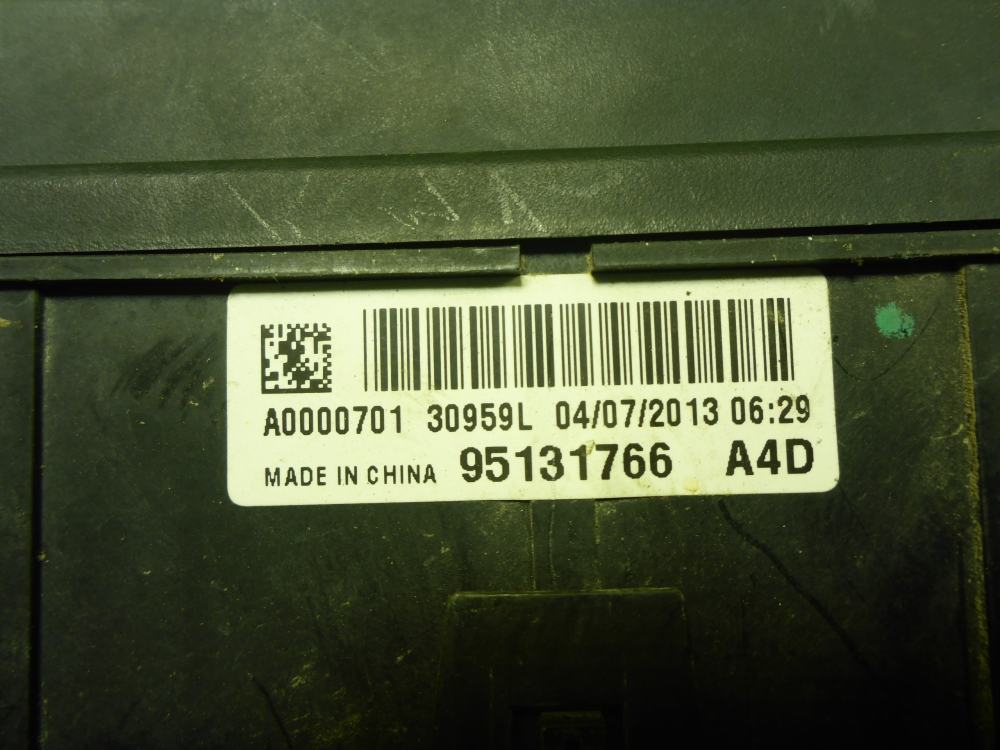 A0000701 30959L 04/07/2013 06:29
MADE IN CHINA 95131766 A4D